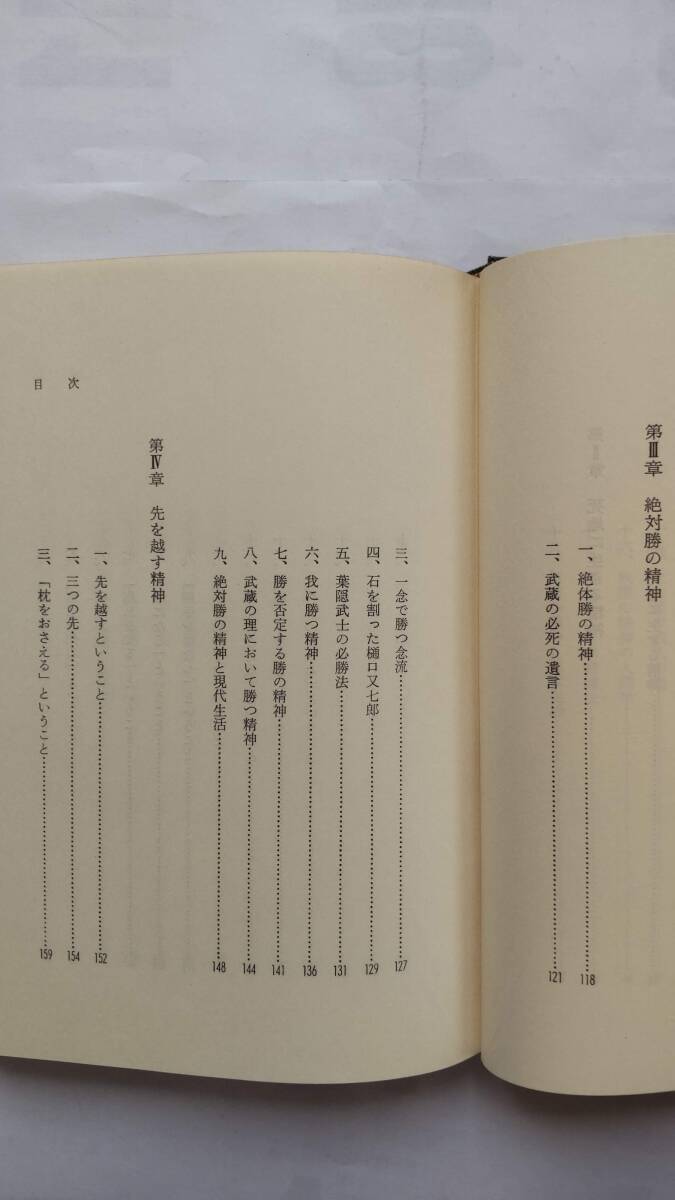 第Ⅲ章 絶対勝の精神
一、絶体勝の精神……118
二、武蔵の必死の遺言……121
三、一念で勝つ念流……127
四、石を割った樋口又七郎……129
五、葉隠武士の必勝法……131
六、我に勝つ精神……136
七、勝を否定する勝の精神……141
八、武蔵の理において勝つ精神……144
九、絶対勝の精神と現代生活……148
第Ⅳ章 先を越す精神
一、先を越すということ……152
二、三つの先……154
三、「枕をおさえる」ということ……159
目次